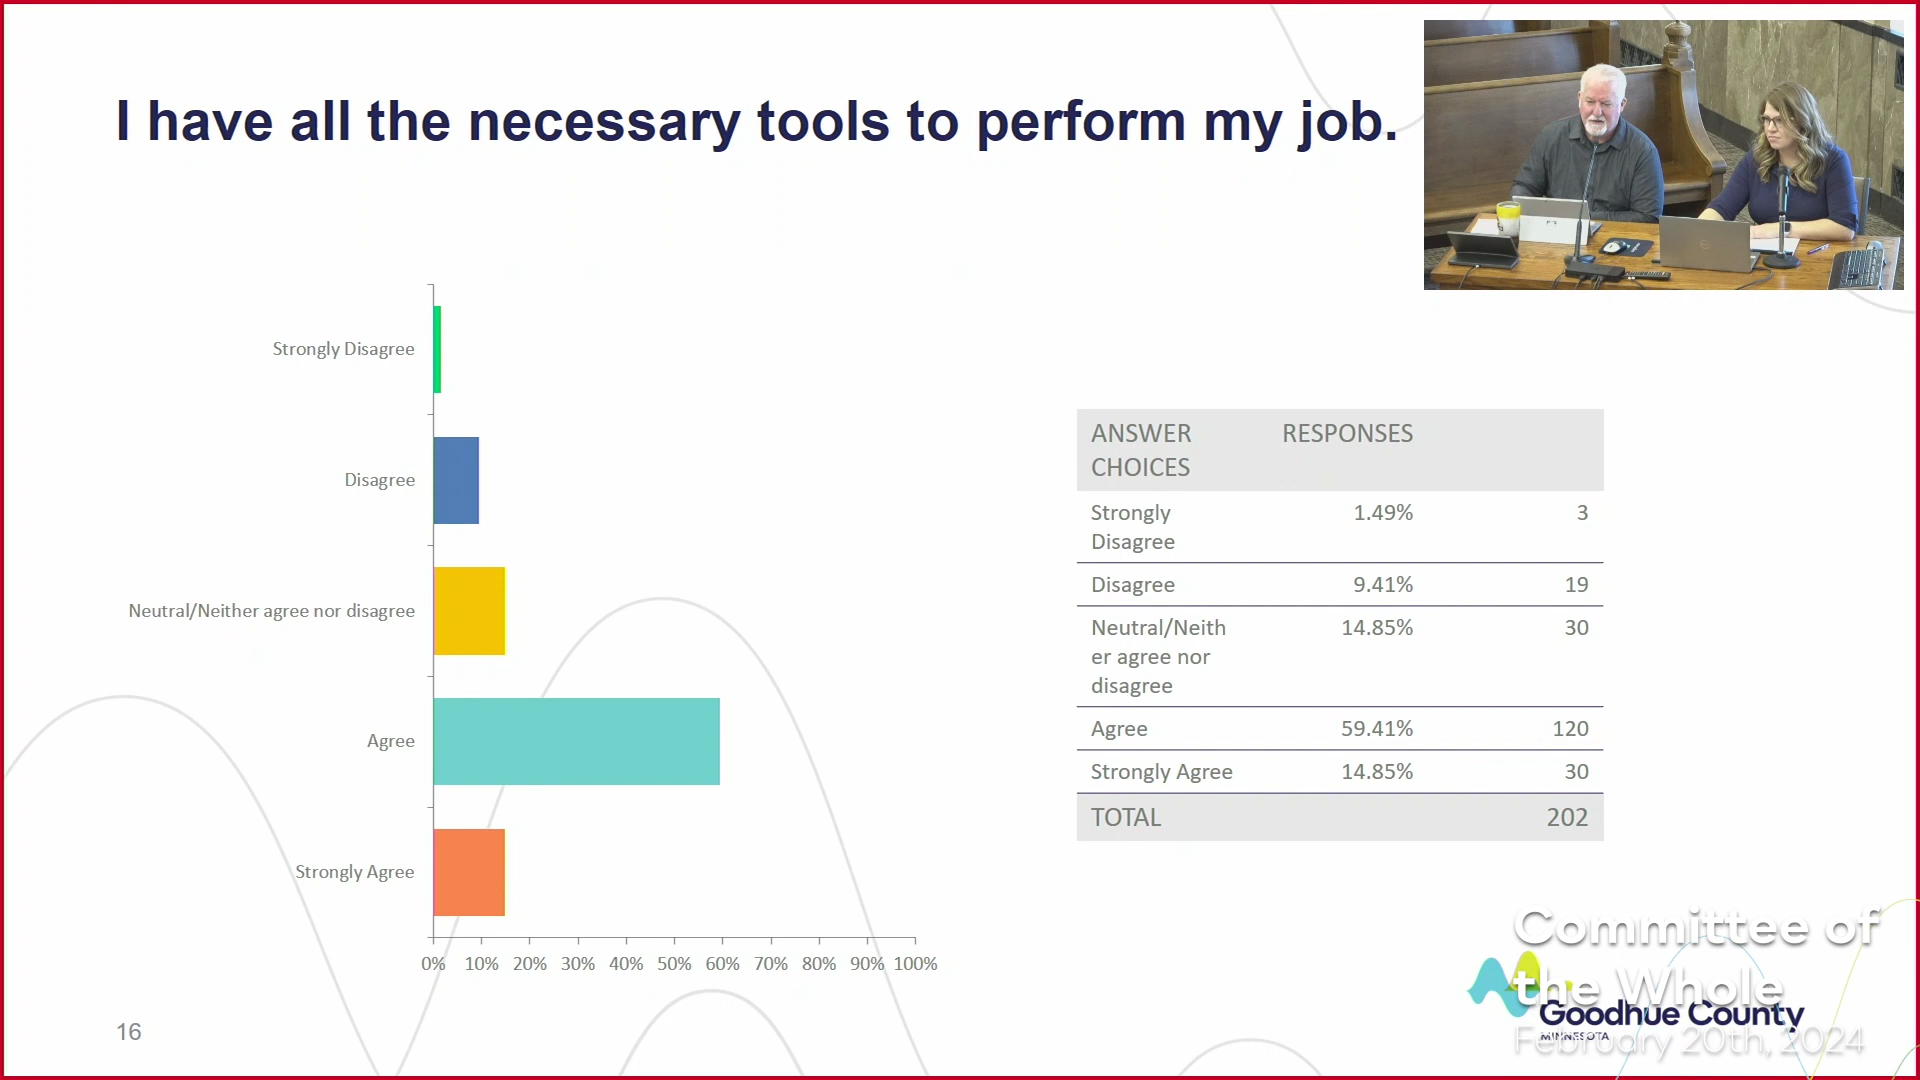 I have all the necessary tools to perform my job.
Strongly Disagree
Disagree
Neutral/Neither agree nor disagree
Agree
Strongly Agree
0% 10% 20% 30% 40% 50% 60% 70% 80% 90% 100%
ANSWER CHOICES RESPONSES
Strongly Disagree 1.49% 3
Disagree 9.41% 19
Neutral/Neither agree nor disagree 14.85% 30
Agree 59.41% 120
Strongly Agree 14.85% 30
TOTAL 202
16
Committee of
the Whole
Goodhue County
MINNESOTA
February 20th, 2024